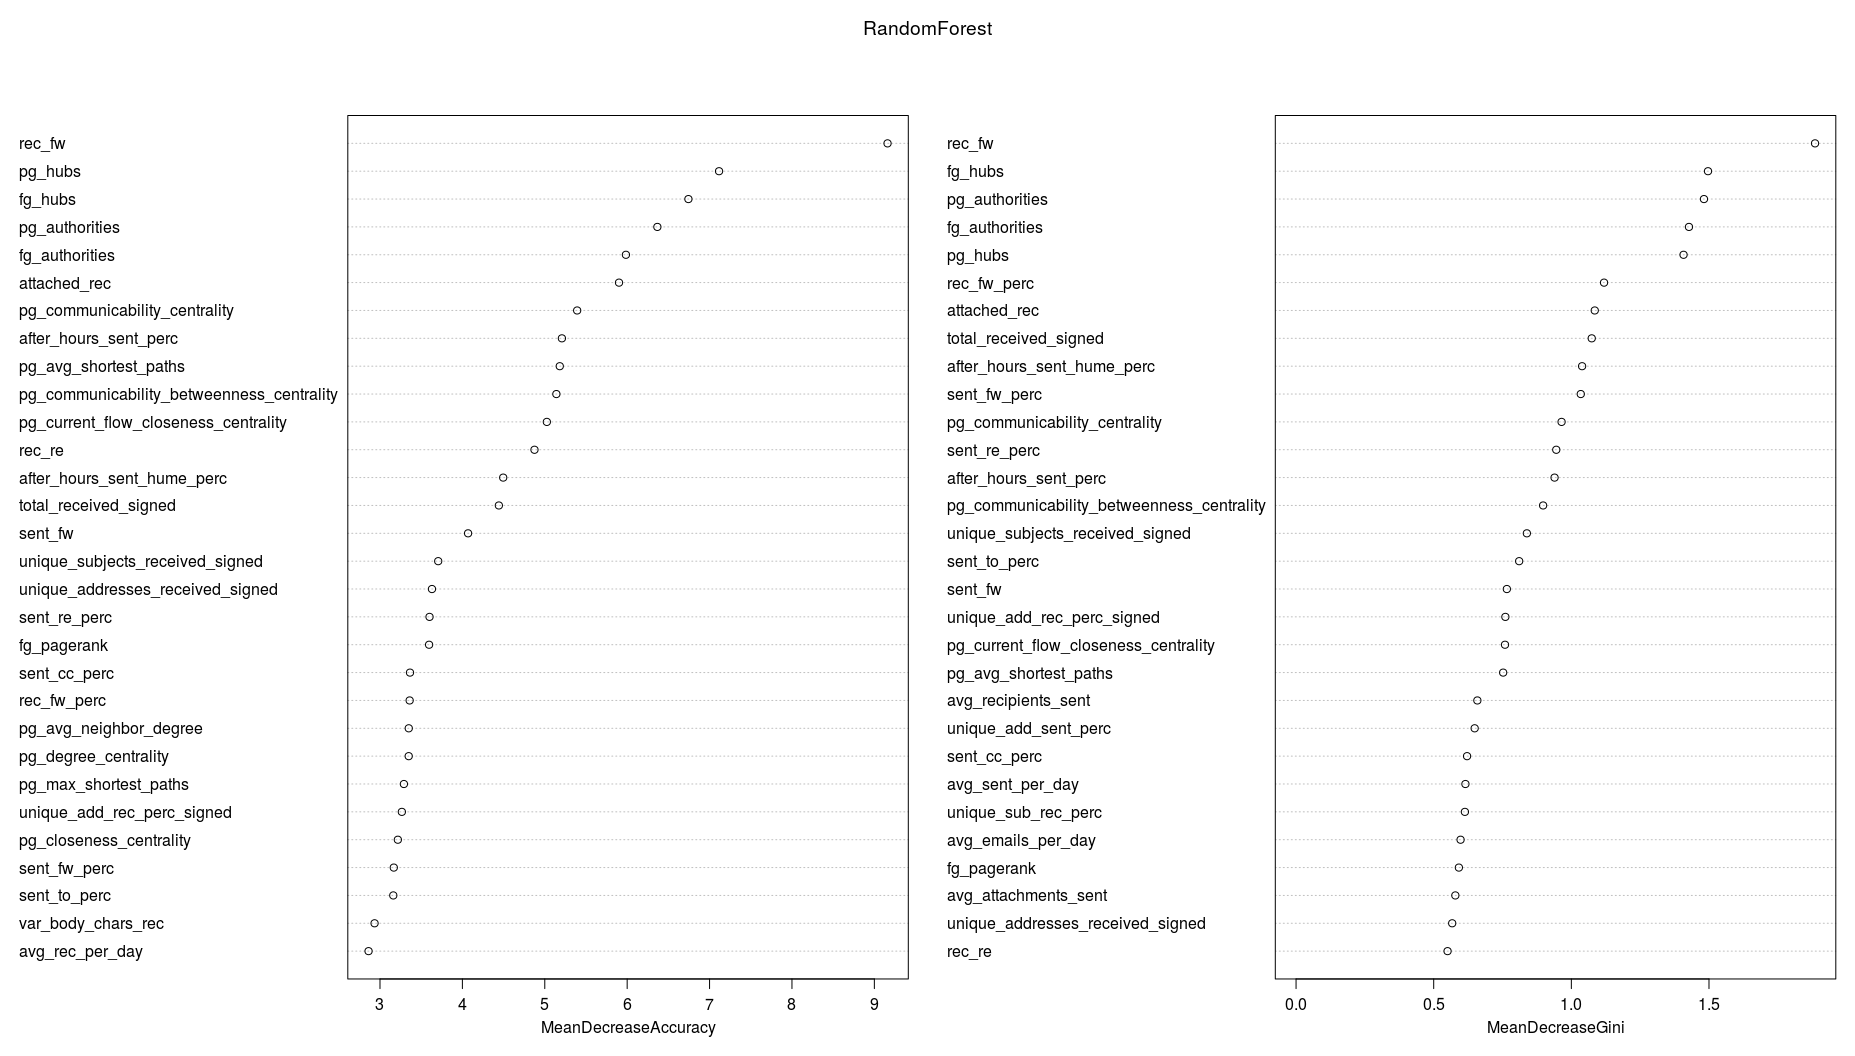 RandomForest
rec_fw
pg_hubs
fg_hubs
pg_authorities
fg_authorities
attached_rec
pg_communicability_centrality
after_hours_sent_perc
pg_avg_shortest_paths
pg_communicability_betweenness_centrality
pg_current_flow_closeness_centrality
rec_re
after_hours_sent_hume_perc
total_received_signed
sent_fw
unique_subjects_received_signed
unique_addresses_received_signed
sent_re_perc
fg_pagerank
sent_cc_perc
rec_fw_perc
pg_avg_neighbor_degree
pg_degree_centrality
pg_max_shortest_paths
unique_add_rec_perc_signed
pg_closeness_centrality
sent_fw_perc
sent_to_perc
var_body_chars_rec
avg_rec_per_day
3 4 5 6 7 8 9
MeanDecreaseAccuracy
rec_fw
fg_hubs
pg_authorities
fg_authorities
pg_hubs
rec_fw_perc
attached_rec
total_received_signed
after_hours_sent_hume_perc
sent_fw_perc
pg_communicability_centrality
sent_re_perc
after_hours_sent_perc
pg_communicability_betweenness_centrality
unique_subjects_received_signed
sent_to_perc
sent_fw
unique_add_rec_perc_signed
pg_current_flow_closeness_centrality
pg_avg_shortest_paths
avg_recipients_sent
unique_add_sent_perc
sent_cc_perc
avg_sent_per_day
unique_sub_rec_perc
avg_emails_per_day
fg_pagerank
avg_attachments_sent
unique_addresses_received_signed
rec_re
0.0 0.5 1.0 1.5
MeanDecreaseGini